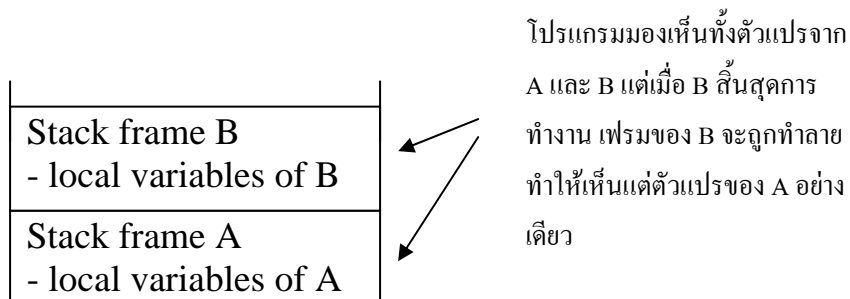 โปรแกรมมองเห็นทั้งตัวแปรจาก
A และ B แต่เมื่อ B สิ้นสุดการ
ทำงาน เฟรมของ B จะถูกทำลาย
ทำให้เห็นแต่ตัวแปรของ A อย่าง
เดียว
Stack frame B
- local variables of B
Stack frame A
- local variables of A